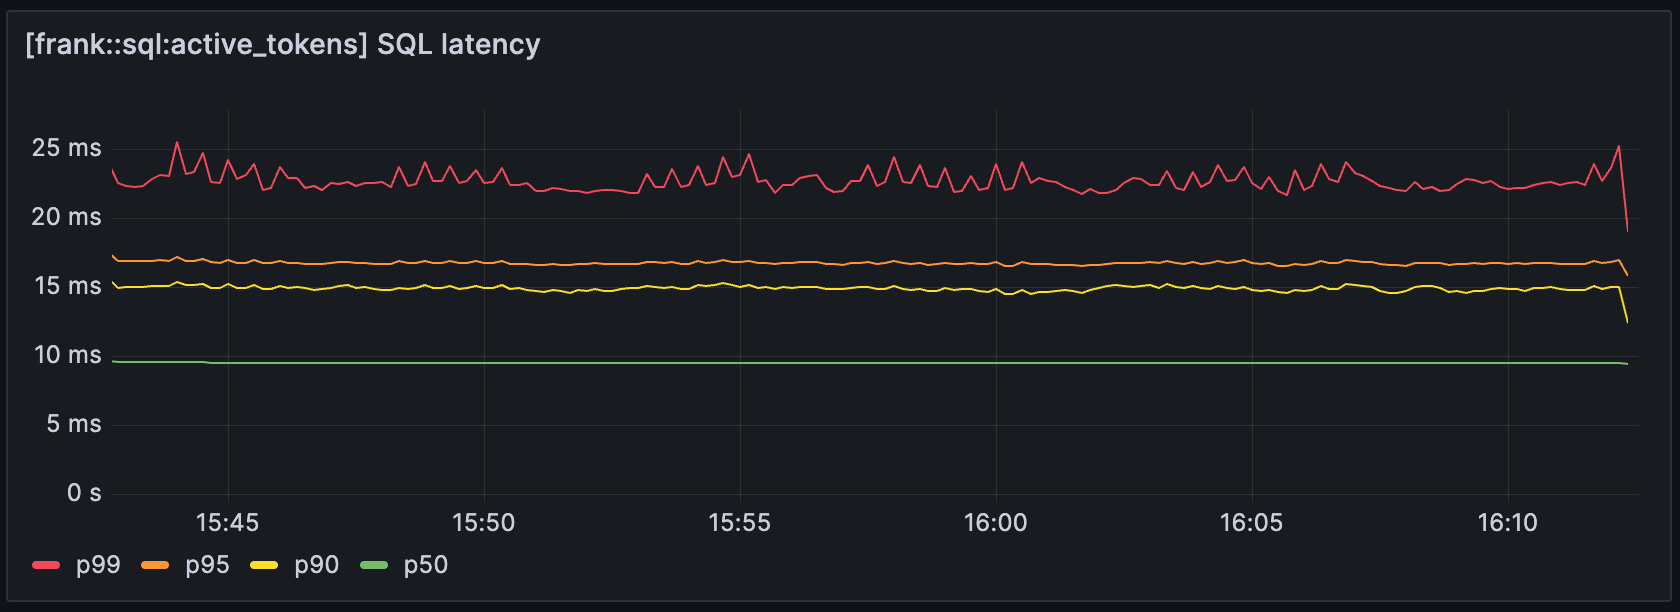 [frank::sql:active_tokens] SQL latency
25 ms
20 ms
15 ms
10 ms
5 ms
0 s
15:45 15:50 15:55 16:00 16:05 16:10
p99 p95 p90 p50